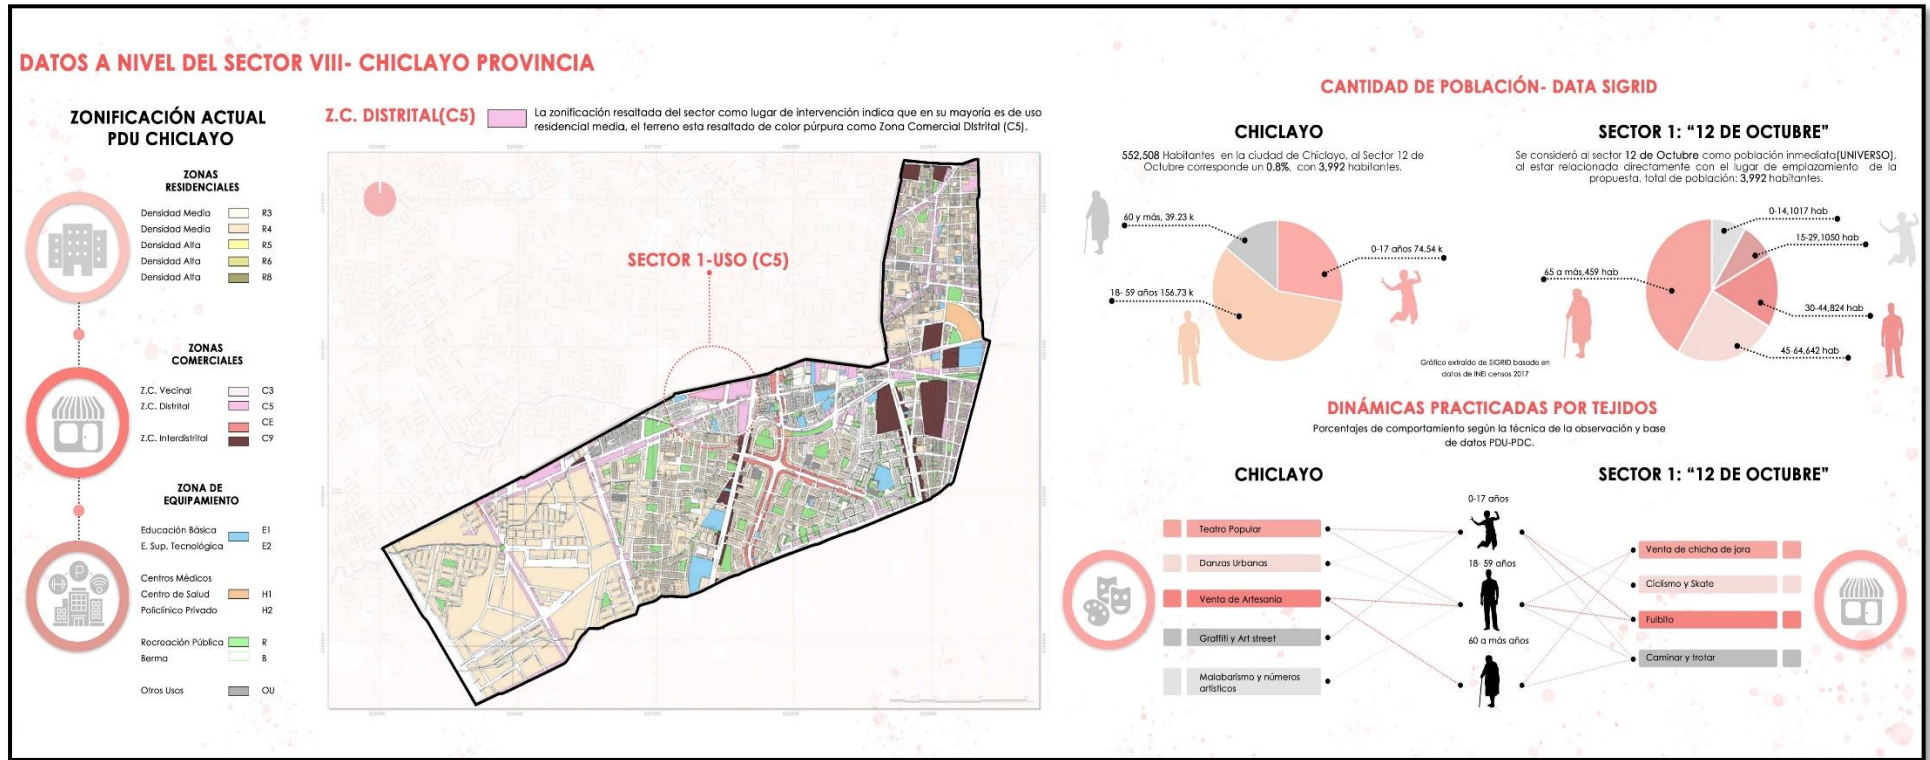 DATOS A NIVEL DEL SECTOR VIII- CHICLAYO PROVINCIA
ZONIFICACIÓN ACTUAL
PDU CHICLAYO
ZONAS
RESIDENCIALES
Densidad Media R3
Densidad Media R4
Densidad Alta R5
Densidad Alta R6
Densidad Alta R8
ZONAS
COMERCIALES
Z.C. Vecinal C3
Z.C. Distrital C5
CE
Z.C. Interdistrital C9
ZONA DE
EQUIPAMIENTO
Educación Básica E1
E. Sup. Tecnológica E2
Centros Médicos
Centro de Salud H1
Policlínico Privado H2
Recreación Pública R
Berma B
Otros Usos OU
Z.C. DISTRITAL(C5)
La zonificación resaltada del sector como lugar de intervención indica que en su mayoría es de uso
residencial media, el terreno esta resaltado de color púrpura como Zona Comercial DIstrital (C5).
SECTOR 1-USO (C5)
CANTIDAD DE POBLACIÓN- DATA SIGRID
CHICLAYO
552,508 Habitantes en la ciudad de Chiclayo, al Sector 12 de
Octubre corresponde un 0.8%. con 3,992 habitantes.
60 y más, 39.23 k
0-17 años 74.54 k
18- 59 años 156.73 k
SECTOR 1: “12 DE OCTUBRE”
Se consideró al sector 12 de Octubre como población inmediata(UNIVERSO),
al estar relacionada directamente con el lugar de emplazamiento de la
propuesta. total de población: 3,992 habitantes.
0-14,1017 hab
15-29,1050 hab
65 a más,459 hab
30-44,824 hab
45-64,642 hab
Gráfico extraído de SIGRID basado en
datos de INEI censos 2017
DINÁMICAS PRACTICADAS POR TEJIDOS
Porcentajes de comportamiento según la técnica de la observación y base
de datos PDU-PDC.
CHICLAYO
Teatro Popular
Danzas Urbanas
Venta de Artesanía
Graffiti y Art street
Malabarismo y números
artísticos
0-17 años
18- 59 años
60 a más años
SECTOR 1: “12 DE OCTUBRE”
Venta de chicha de jora
Ciclismo y Skate
Fulbito
Caminar y trotar